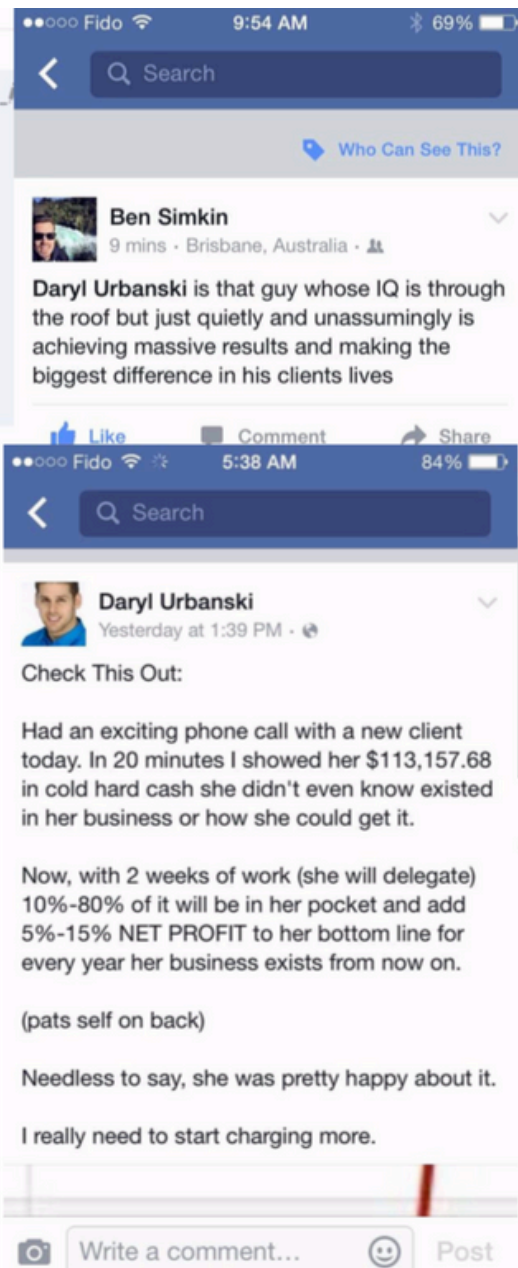 Fido 9:54 AM 69%
Search
Who Can See This?
Ben Simkin
9 mins · Brisbane, Australia ·
Daryl Urbanski is that guy whose IQ is through
the roof but just quietly and unassumingly is
achieving massive results and making the
biggest difference in his clients lives
Like Comment Share
Fido 5:38 AM 84%
Search
Daryl Urbanski
Yesterday at 1:39 PM ·
Check This Out:
Had an exciting phone call with a new client
today. In 20 minutes I showed her $113,157.68
in cold hard cash she didn't even know existed
in her business or how she could get it.
Now, with 2 weeks of work (she will delegate)
10%-80% of it will be in her pocket and add
5%-15% NET PROFIT to her bottom line for
every year her business exists from now on.
(pats self on back)
Needless to say, she was pretty happy about it.
I really need to start charging more.
Write a comment... Post